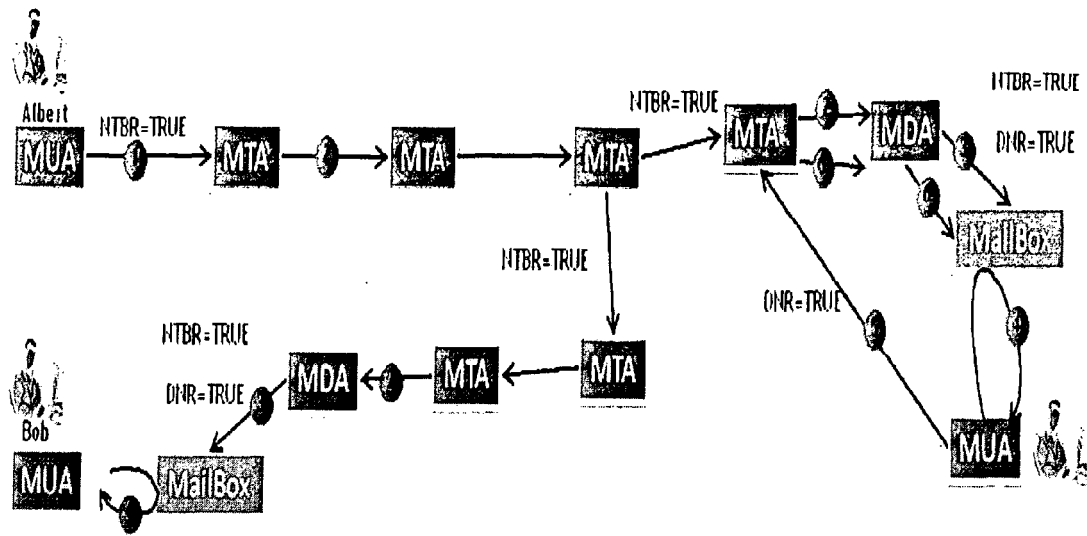 Albert
MUA
NTBR=TRUE
MTA
MTA
MTA
NTBR=TRUE
MTA
MDA
NTBR=TRUE
DNR=TRUE
MailBox
NTBR=TRUE
DNR=TRUE
NTBR=TRUE
DNR=TRUE
MDA
MTA
MTA
Bob
MUA
MailBox
MUA